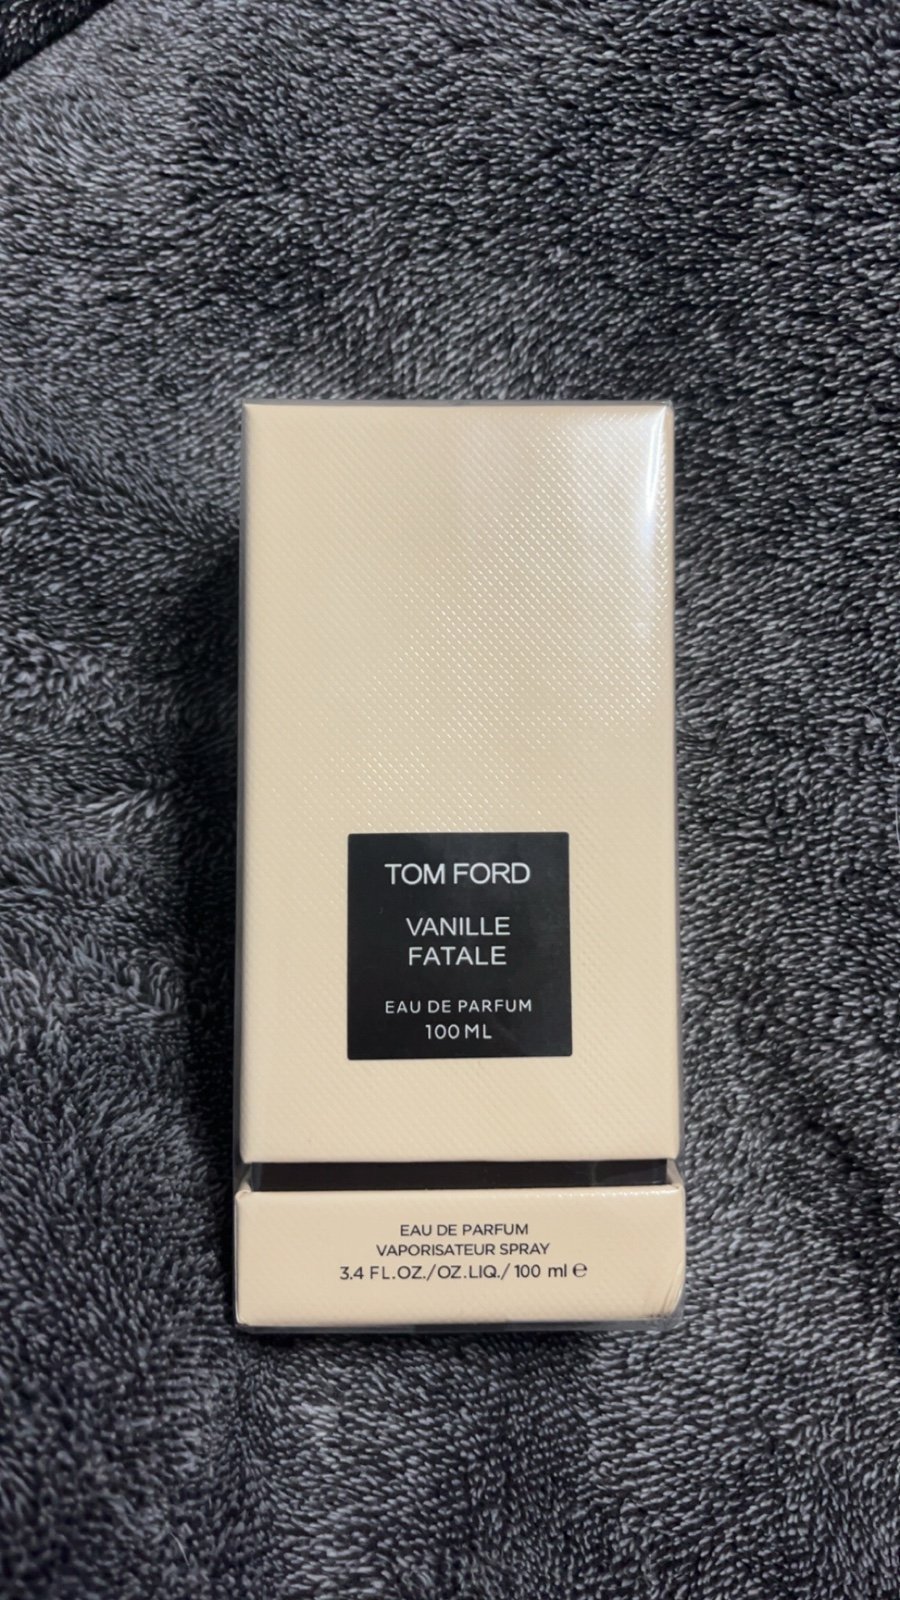 TOM FORD
VANILLE
FATALE
EAU DE PARFUM
100 ML
EAU DE PARFUM
VAPORISATEUR SPRAY
3.4 FL.OZ./OZ.LIQ./ 100 ml ℮